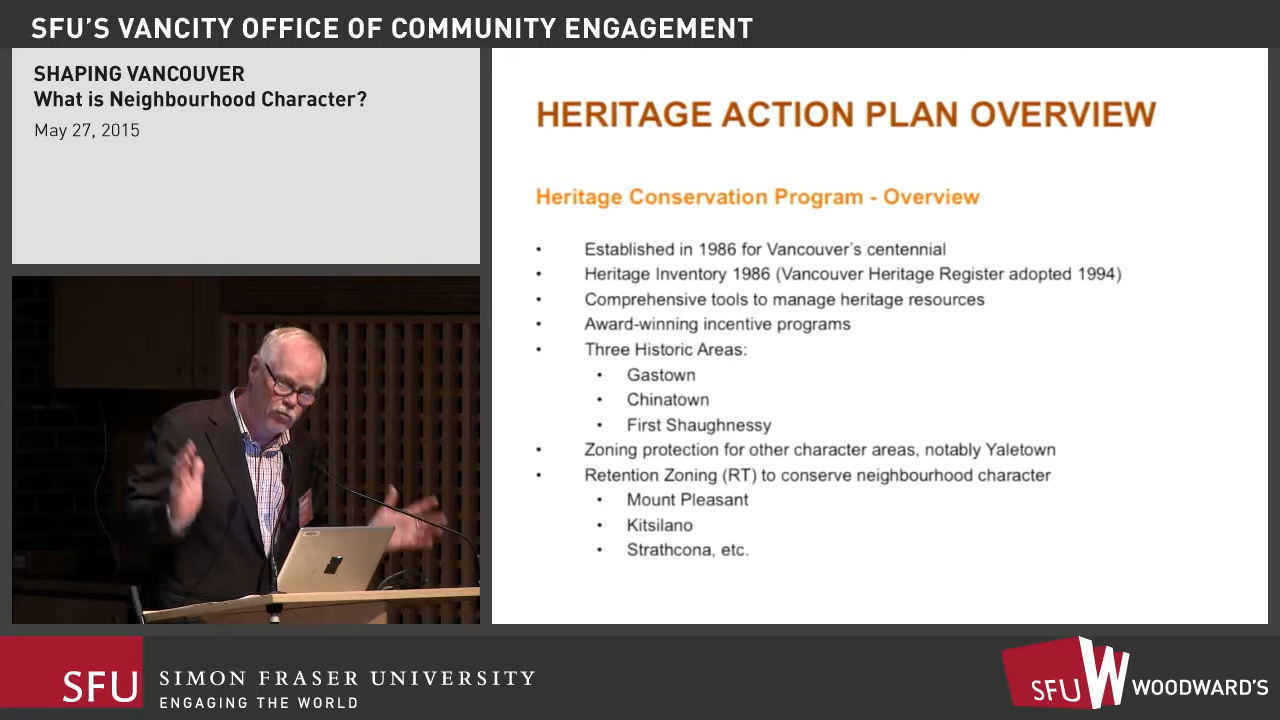 SFU'S VANCITY OFFICE OF COMMUNITY ENGAGEMENT
SHAPING VANCOUVER
What is Neighbourhood Character?
May 27, 2015
HERITAGE ACTION PLAN OVERVIEW
Heritage Conservation Program - Overview
• Established in 1986 for Vancouver's centennial
• Heritage Inventory 1986 (Vancouver Heritage Register adopted 1994)
• Comprehensive tools to manage heritage resources
• Award-winning incentive programs
• Three Historic Areas:
• Gastown
• Chinatown
• First Shaughnessy
• Zoning protection for other character areas, notably Yaletown
• Retention Zoning (RT) to conserve neighbourhood character
• Mount Pleasant
• Kitsilano
• Strathcona, etc.
SFU SIMON FRASER UNIVERSITY
ENGAGING THE WORLD
SFU W WOODWARD'S